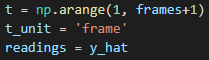 t = np.arange(1, frames+1)
t_unit = 'frame'
readings = y_hat